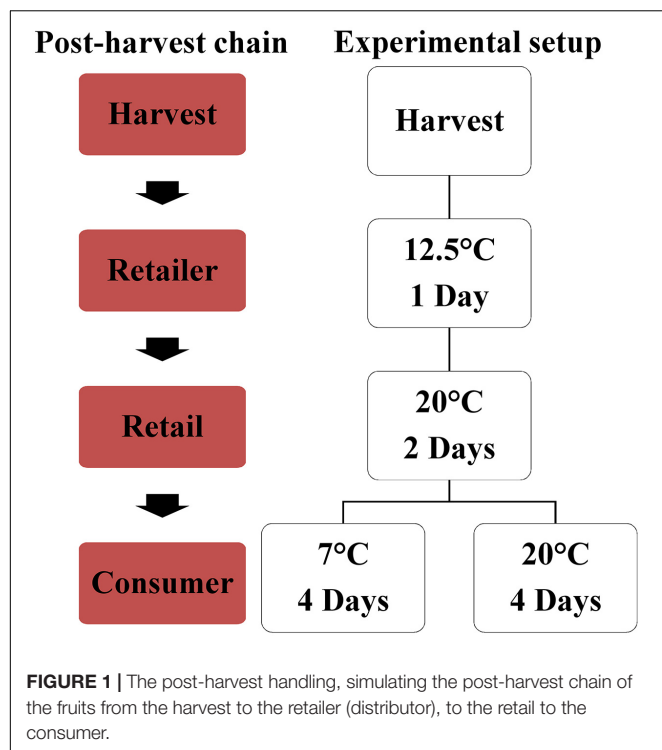 Post-harvest chain
Experimental setup
Harvest
Harvest
Retailer
12.5°C
1 Day
Retail
20°C
2 Days
Consumer
7°C
4 Days
20°C
4 Days
FIGURE 1 | The post-harvest handling, simulating the post-harvest chain of
the fruits from the harvest to the retailer (distributor), to the retail to the
consumer.